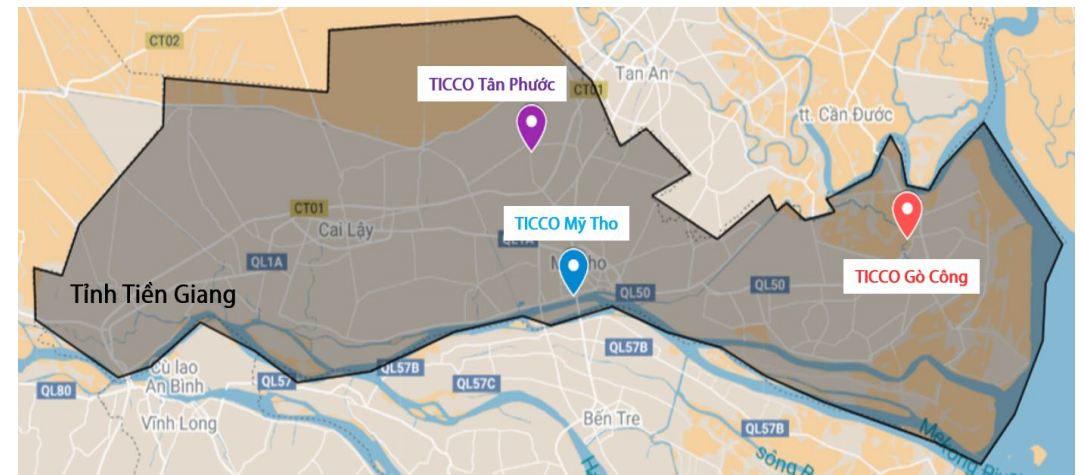 CT02
Tan An
TICCO Tân Phước
CT01
tt. Cần Đước
CT01
Cai Lậy
TICCO Mỹ Tho
QL1A
QL1A
TICCO Gò Công
Tỉnh Tiền Giang
QL50
QL50
QL57B
Cù lao
An Bình
QL57B
QL80
QL57
QL57C
Vĩnh Long
Bến Tre
QL57B
sông